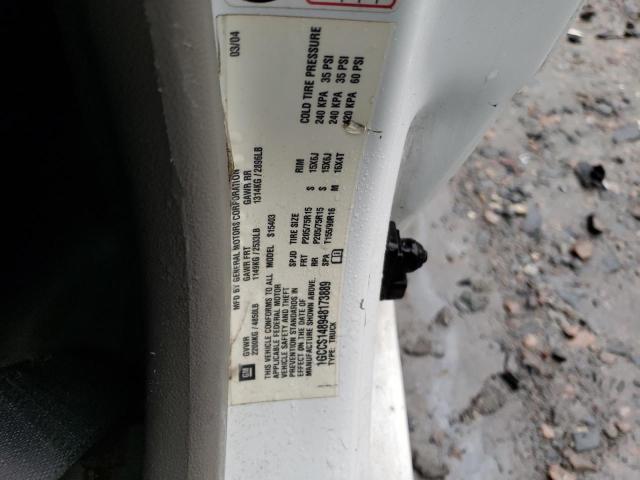 MFD BY GENERAL MOTORS CORPORATION 03/04
GVWR GAWR FRT GAWR RR
2200KG / 4850LB 1149KG / 2533LB 1314KG / 2896LB
GM
THIS VEHICLE CONFORMS TO ALL
APPLICABLE FEDERAL MOTOR
VEHICLE SAFETY AND THEFT
PREVENTION STANDARDS IN
EFFECT ON THE DATE OF
MANUFACTURE SHOWN ABOVE.
MODEL S15403
SPJD TIRE SIZE RIM COLD TIRE PRESSURE
FRT P205/75R15 S 15X6J 240 KPA 35 PSI
RR P205/75R15 S 15X6J 240 KPA 35 PSI
SPA T155/90R16 M 16X4T 420 KPA 60 PSI
1GCCS148948173889
TYPE: TRUCK